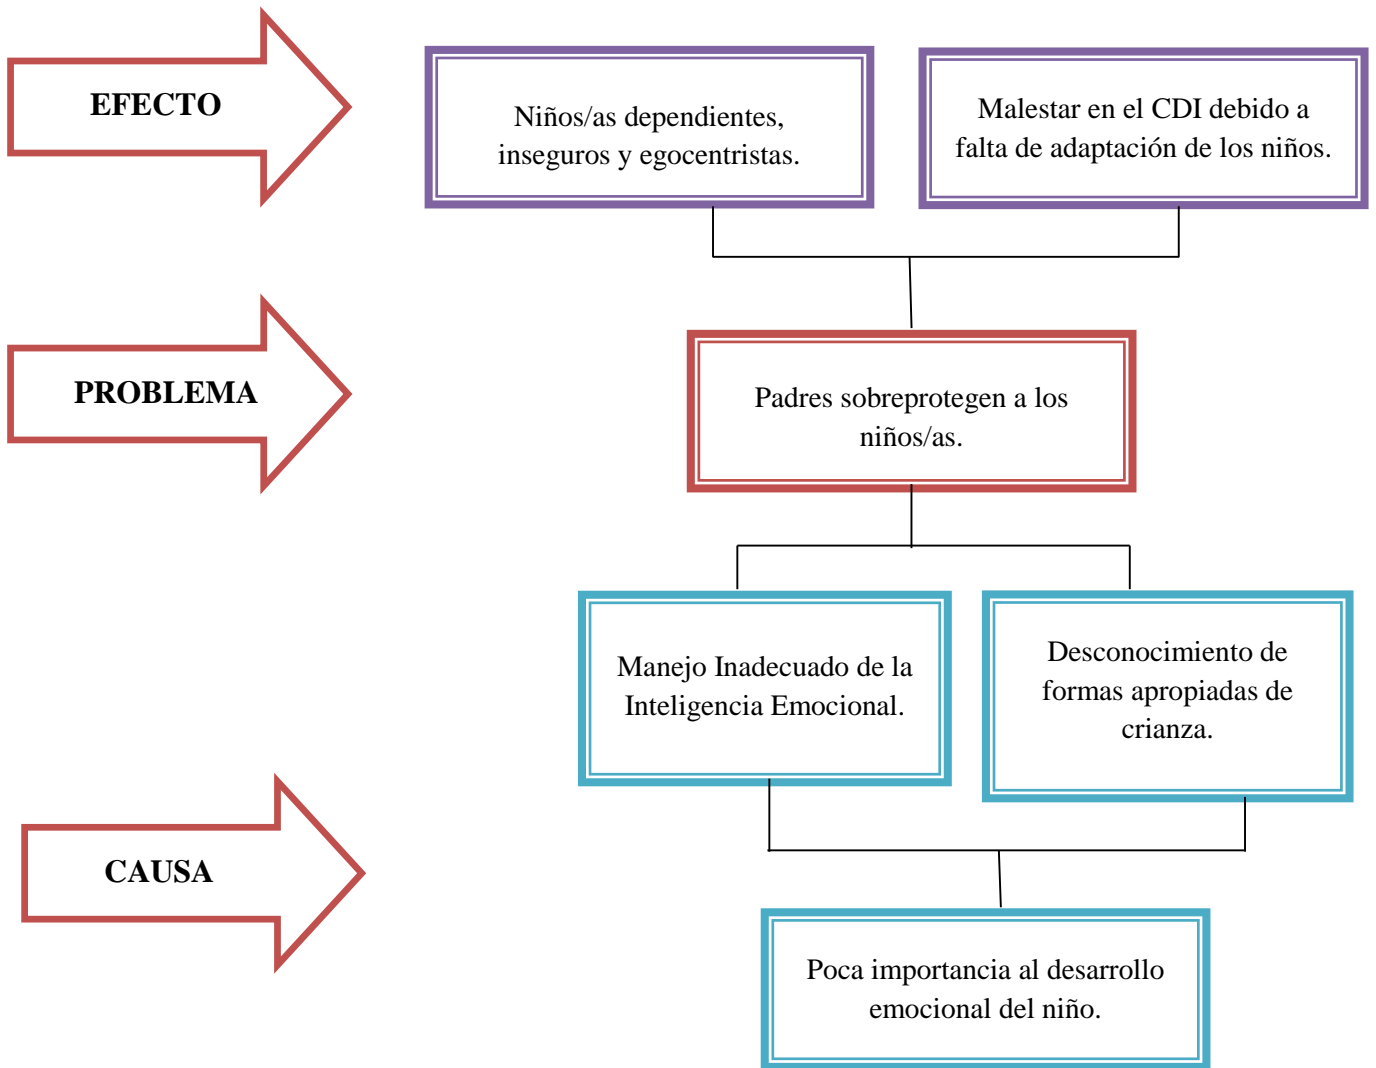 EFECTO
Niños/as dependientes,
inseguros y egocentristas.
Malestar en el CDI debido a
falta de adaptación de los niños.
PROBLEMA
Padres sobreprotegen a los
niños/as.
Manejo Inadecuado de la
Inteligencia Emocional.
Desconocimiento de
formas apropiadas de
crianza.
CAUSA
Poca importancia al desarrollo
emocional del niño.